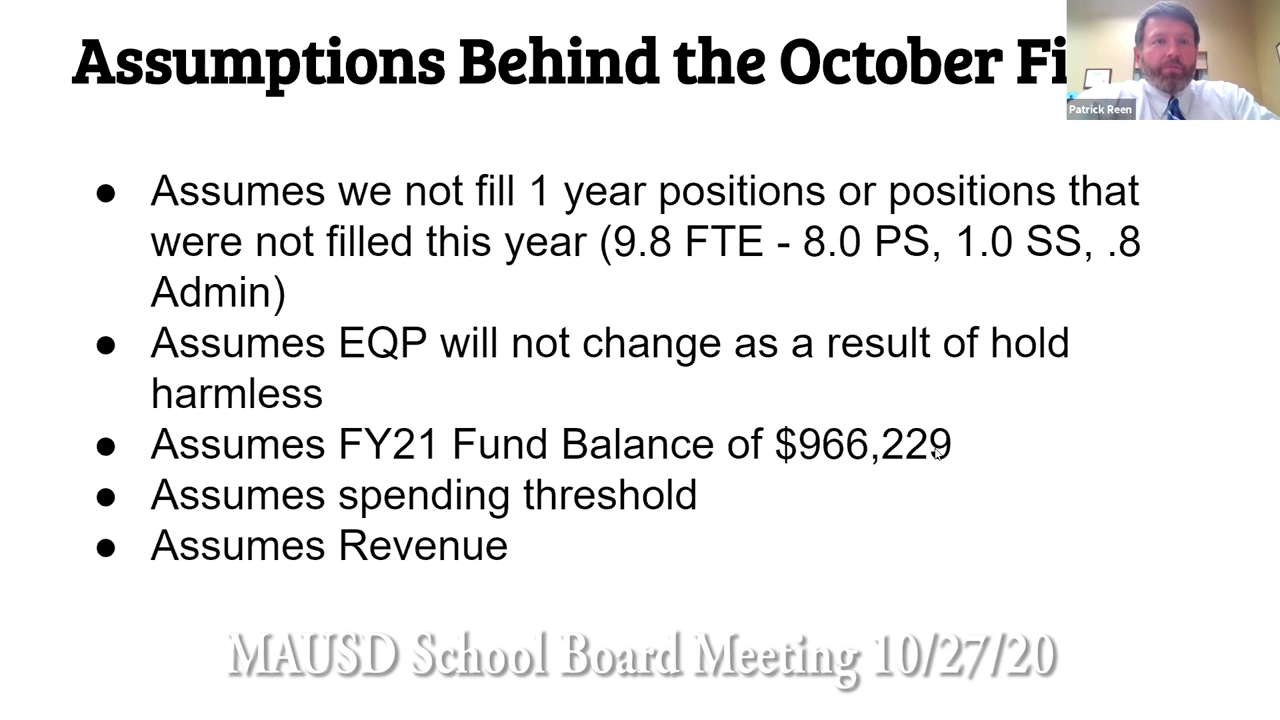 Assumptions Behind the October Fi
Patrick Reen
● Assumes we not fill 1 year positions or positions that
were not filled this year (9.8 FTE - 8.0 PS, 1.0 SS, .8
Admin)
● Assumes EQP will not change as a result of hold
harmless
● Assumes FY21 Fund Balance of $966,229
● Assumes spending threshold
● Assumes Revenue
MAUSD School Board Meeting 10/27/20